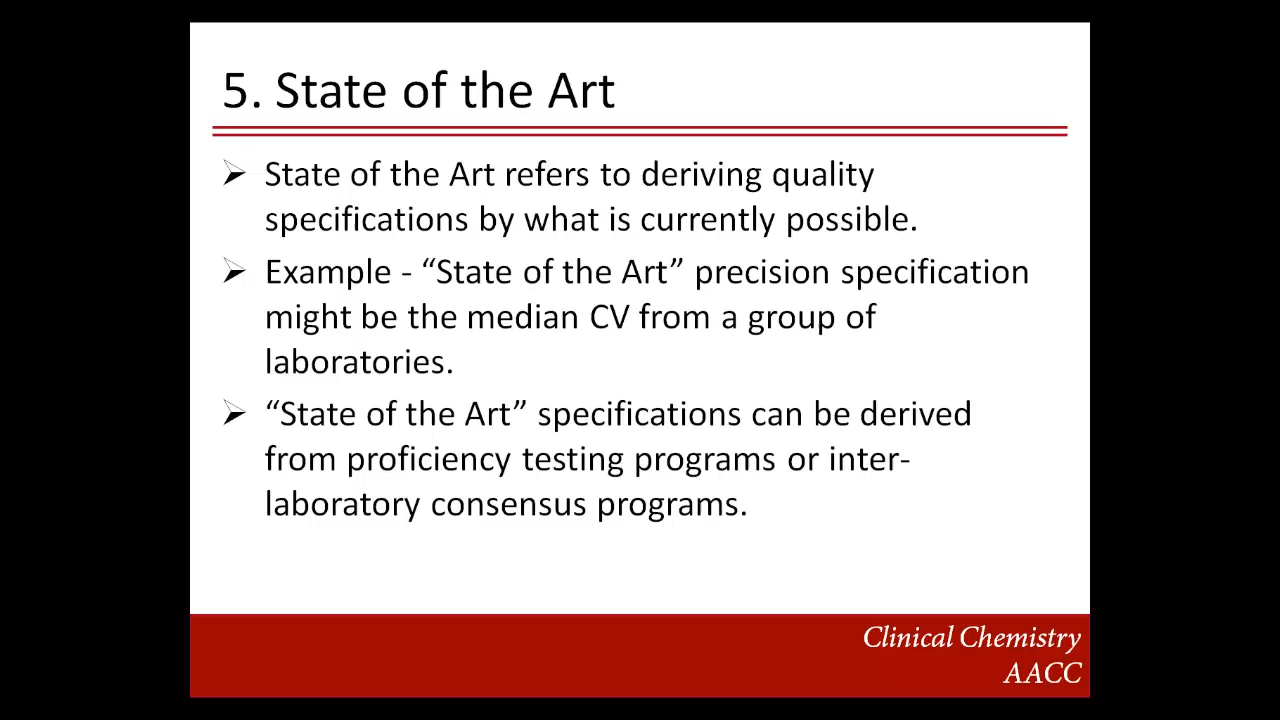 5. State of the Art
➢ State of the Art refers to deriving quality
specifications by what is currently possible.
➢ Example - “State of the Art” precision specification
might be the median CV from a group of
laboratories.
➢ “State of the Art” specifications can be derived
from proficiency testing programs or inter-
laboratory consensus programs.
Clinical Chemistry
AACC